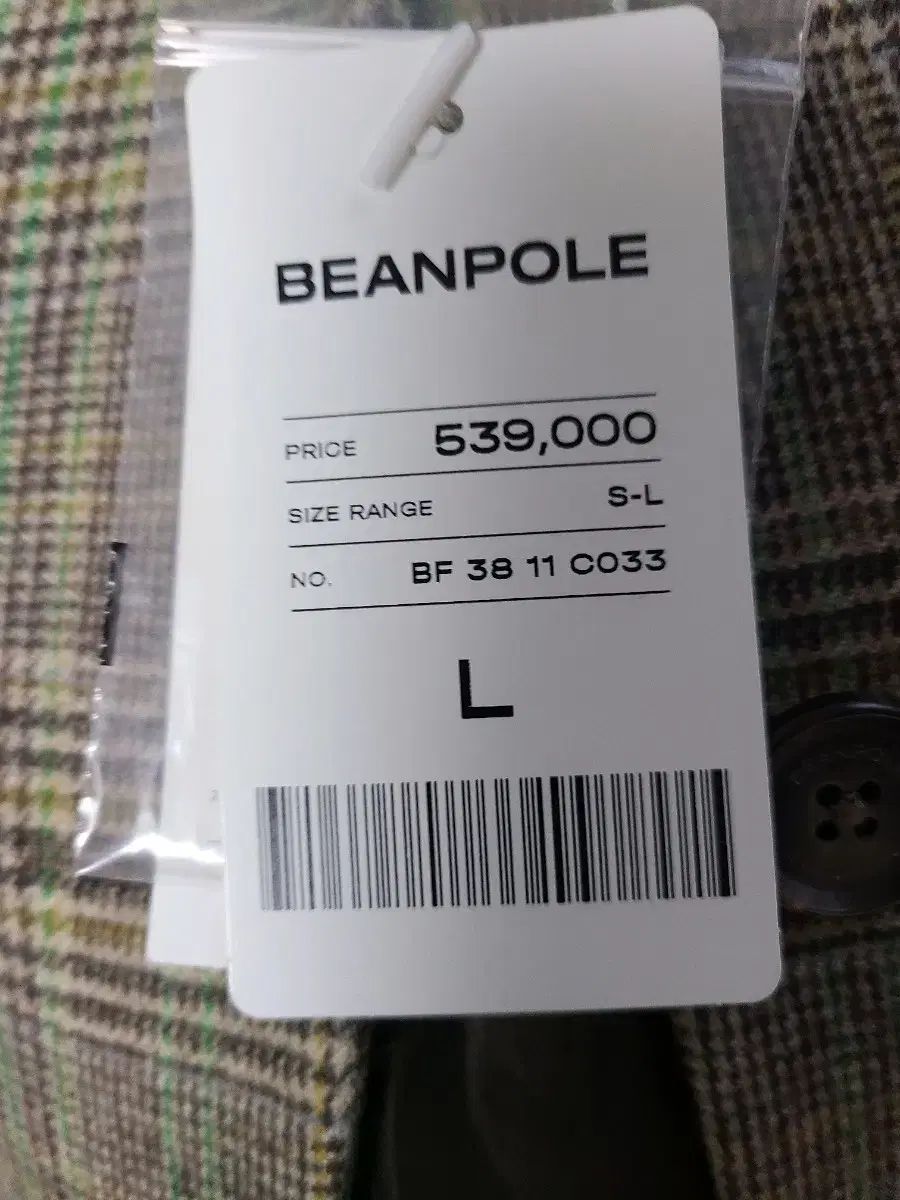 BEANPOLE
PRICE 539,000
SIZE RANGE S-L
NO. BF 38 11 C033
L